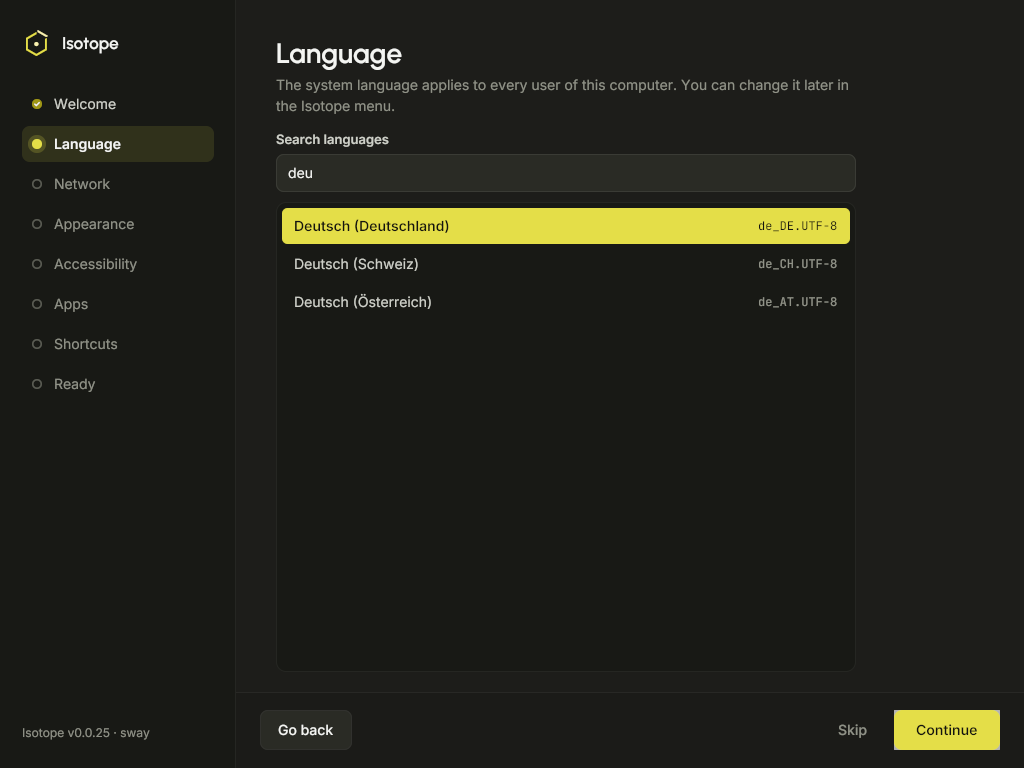 Isotope
Welcome
Language
Network
Appearance
Accessibility
Apps
Shortcuts
Ready
Isotope v0.0.25 · sway
Language
The system language applies to every user of this computer. You can change it later in
the Isotope menu.
Search languages
deu
Deutsch (Deutschland) de_DE.UTF-8
Deutsch (Schweiz) de_CH.UTF-8
Deutsch (Österreich) de_AT.UTF-8
Go back Skip Continue